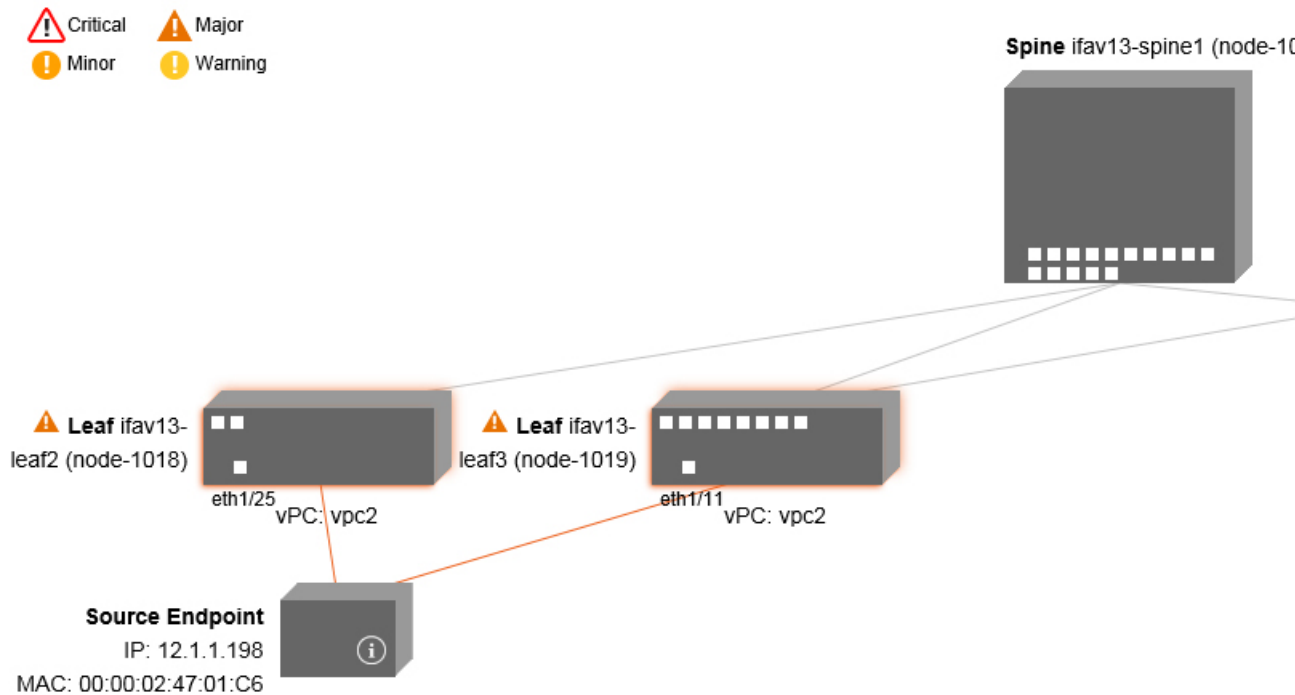 Critical
Major
Minor
Warning
Spine ifav13-spine1 (node-10
Leaf ifav13-
leaf2 (node-1018)
eth1/25
vPC: vpc2
Leaf ifav13-
leaf3 (node-1019)
eth1/11
vPC: vpc2
Source Endpoint
IP: 12.1.1.198
MAC: 00:00:02:47:01:C6